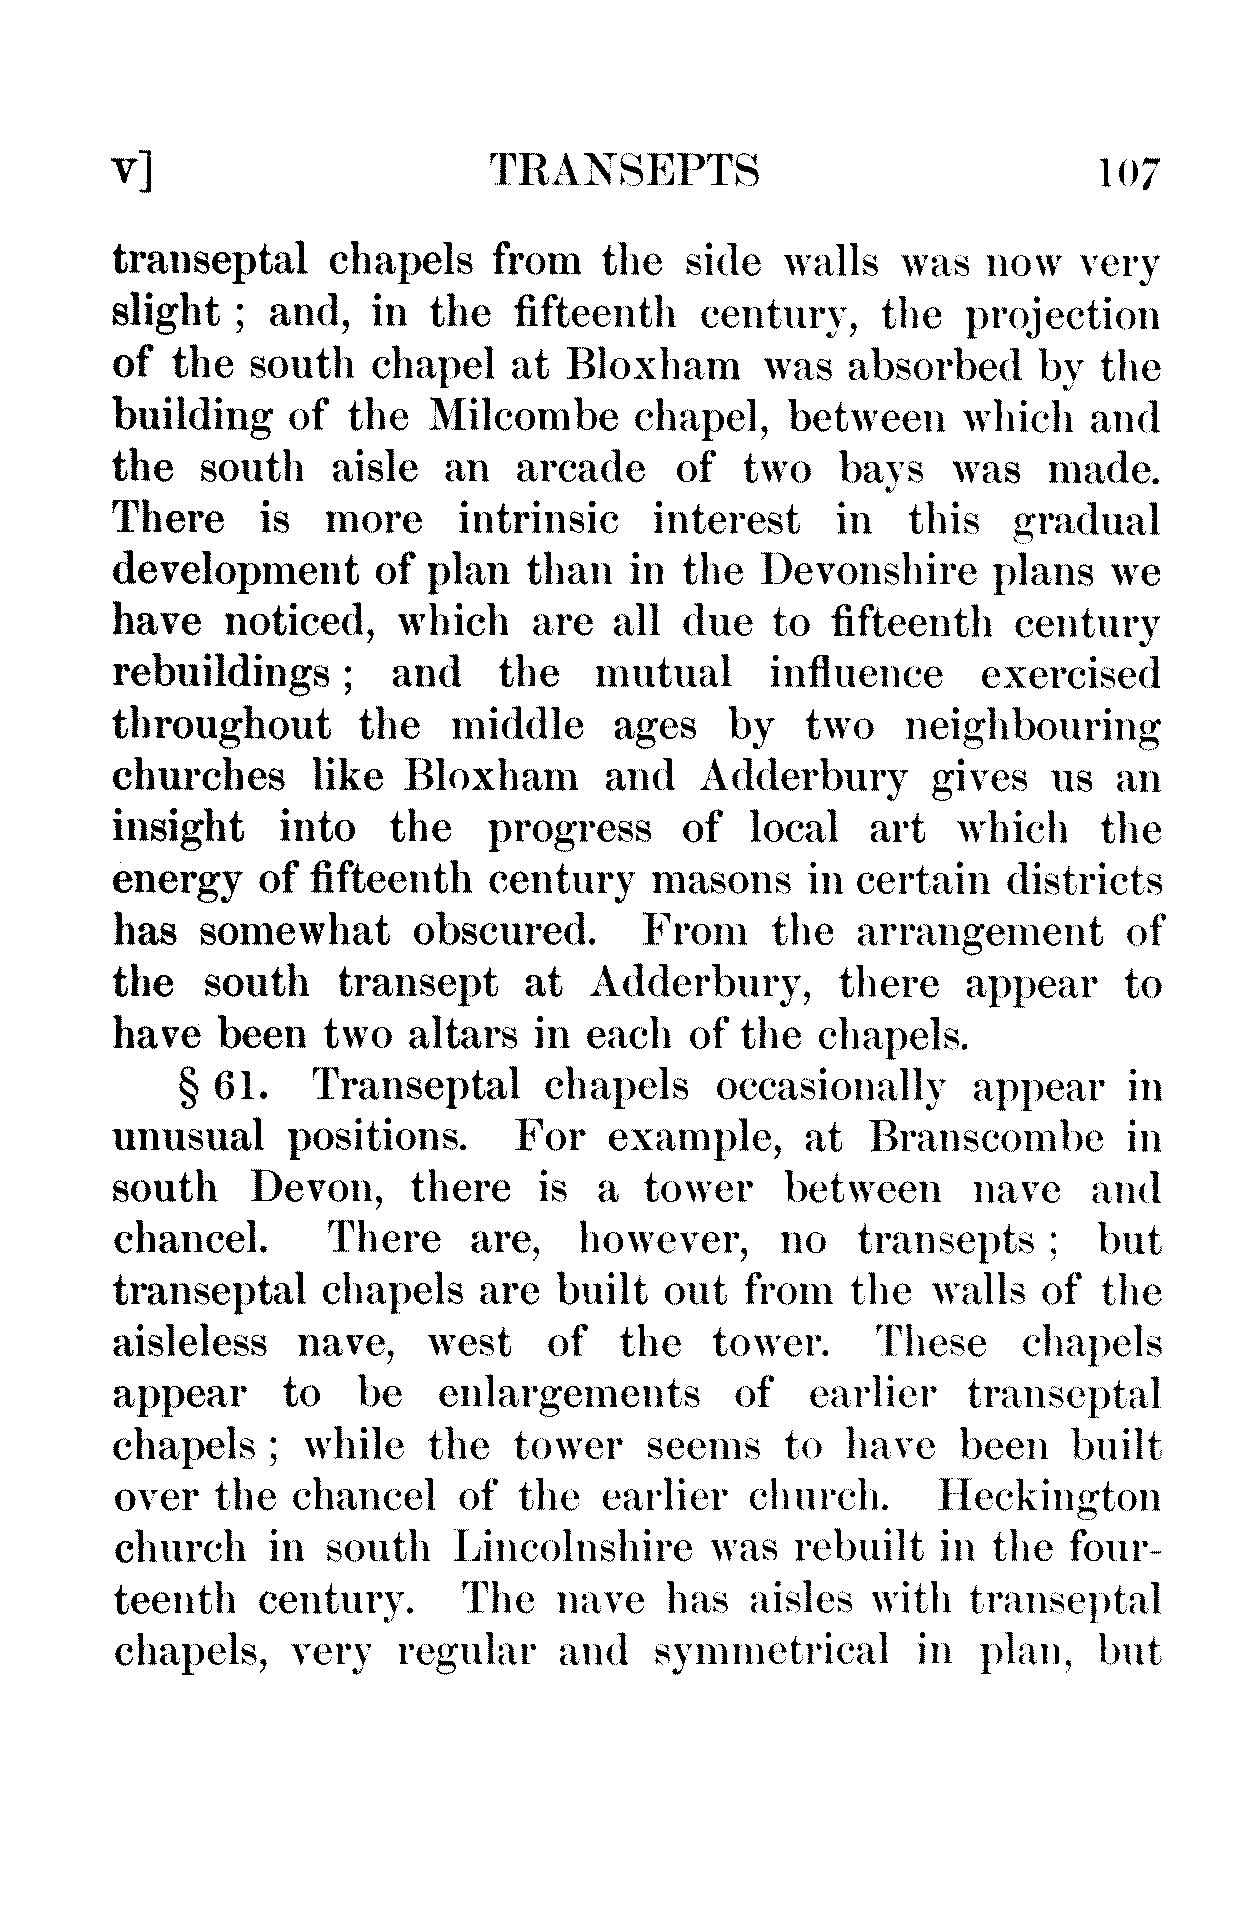 v] TRANSEPTS 107
transeptal chapels from the side walls was now very
slight ; and, in the fifteenth century, the projection
of the south chapel at Bloxham was absorbed by the
building of the Milcombe chapel, between which and
the south aisle an arcade of two bays was made.
There is more intrinsic interest in this gradual
development of plan than in the Devonshire plans we
have noticed, which are all due to fifteenth century
rebuildings ; and the mutual influence exercised
throughout the middle ages by two neighbouring
churches like Bloxham and Adderbury gives us an
insight into the progress of local art which the
energy of fifteenth century masons in certain districts
has somewhat obscured. From the arrangement of
the south transept at Adderbury, there appear to
have been two altars in each of the chapels.
§ 61. Transeptal chapels occasionally appear in
unusual positions. For example, at Branscombe in
south Devon, there is a tower between nave and
chancel. There are, however, no transepts ; but
transeptal chapels are built out from the walls of the
aisleless nave, west of the tower. These chapels
appear to be enlargements of earlier transeptal
chapels ; while the tower seems to have been built
over the chancel of the earlier church. Heckington
church in south Lincolnshire was rebuilt in the four-
teenth century. The nave has aisles with transeptal
chapels, very regular and symmetrical in plan, but